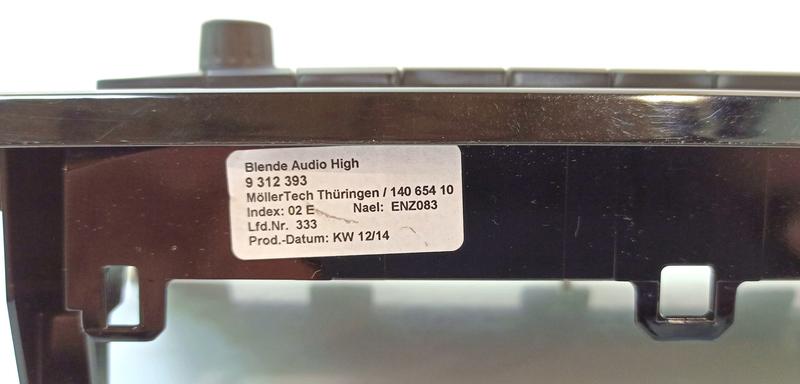 Blende Audio High
9 312 393
MöllerTech Thüringen / 140 654 10
Index: 02 E Nael: ENZ083
Lfd.Nr. 333
Prod.-Datum: KW 12/14